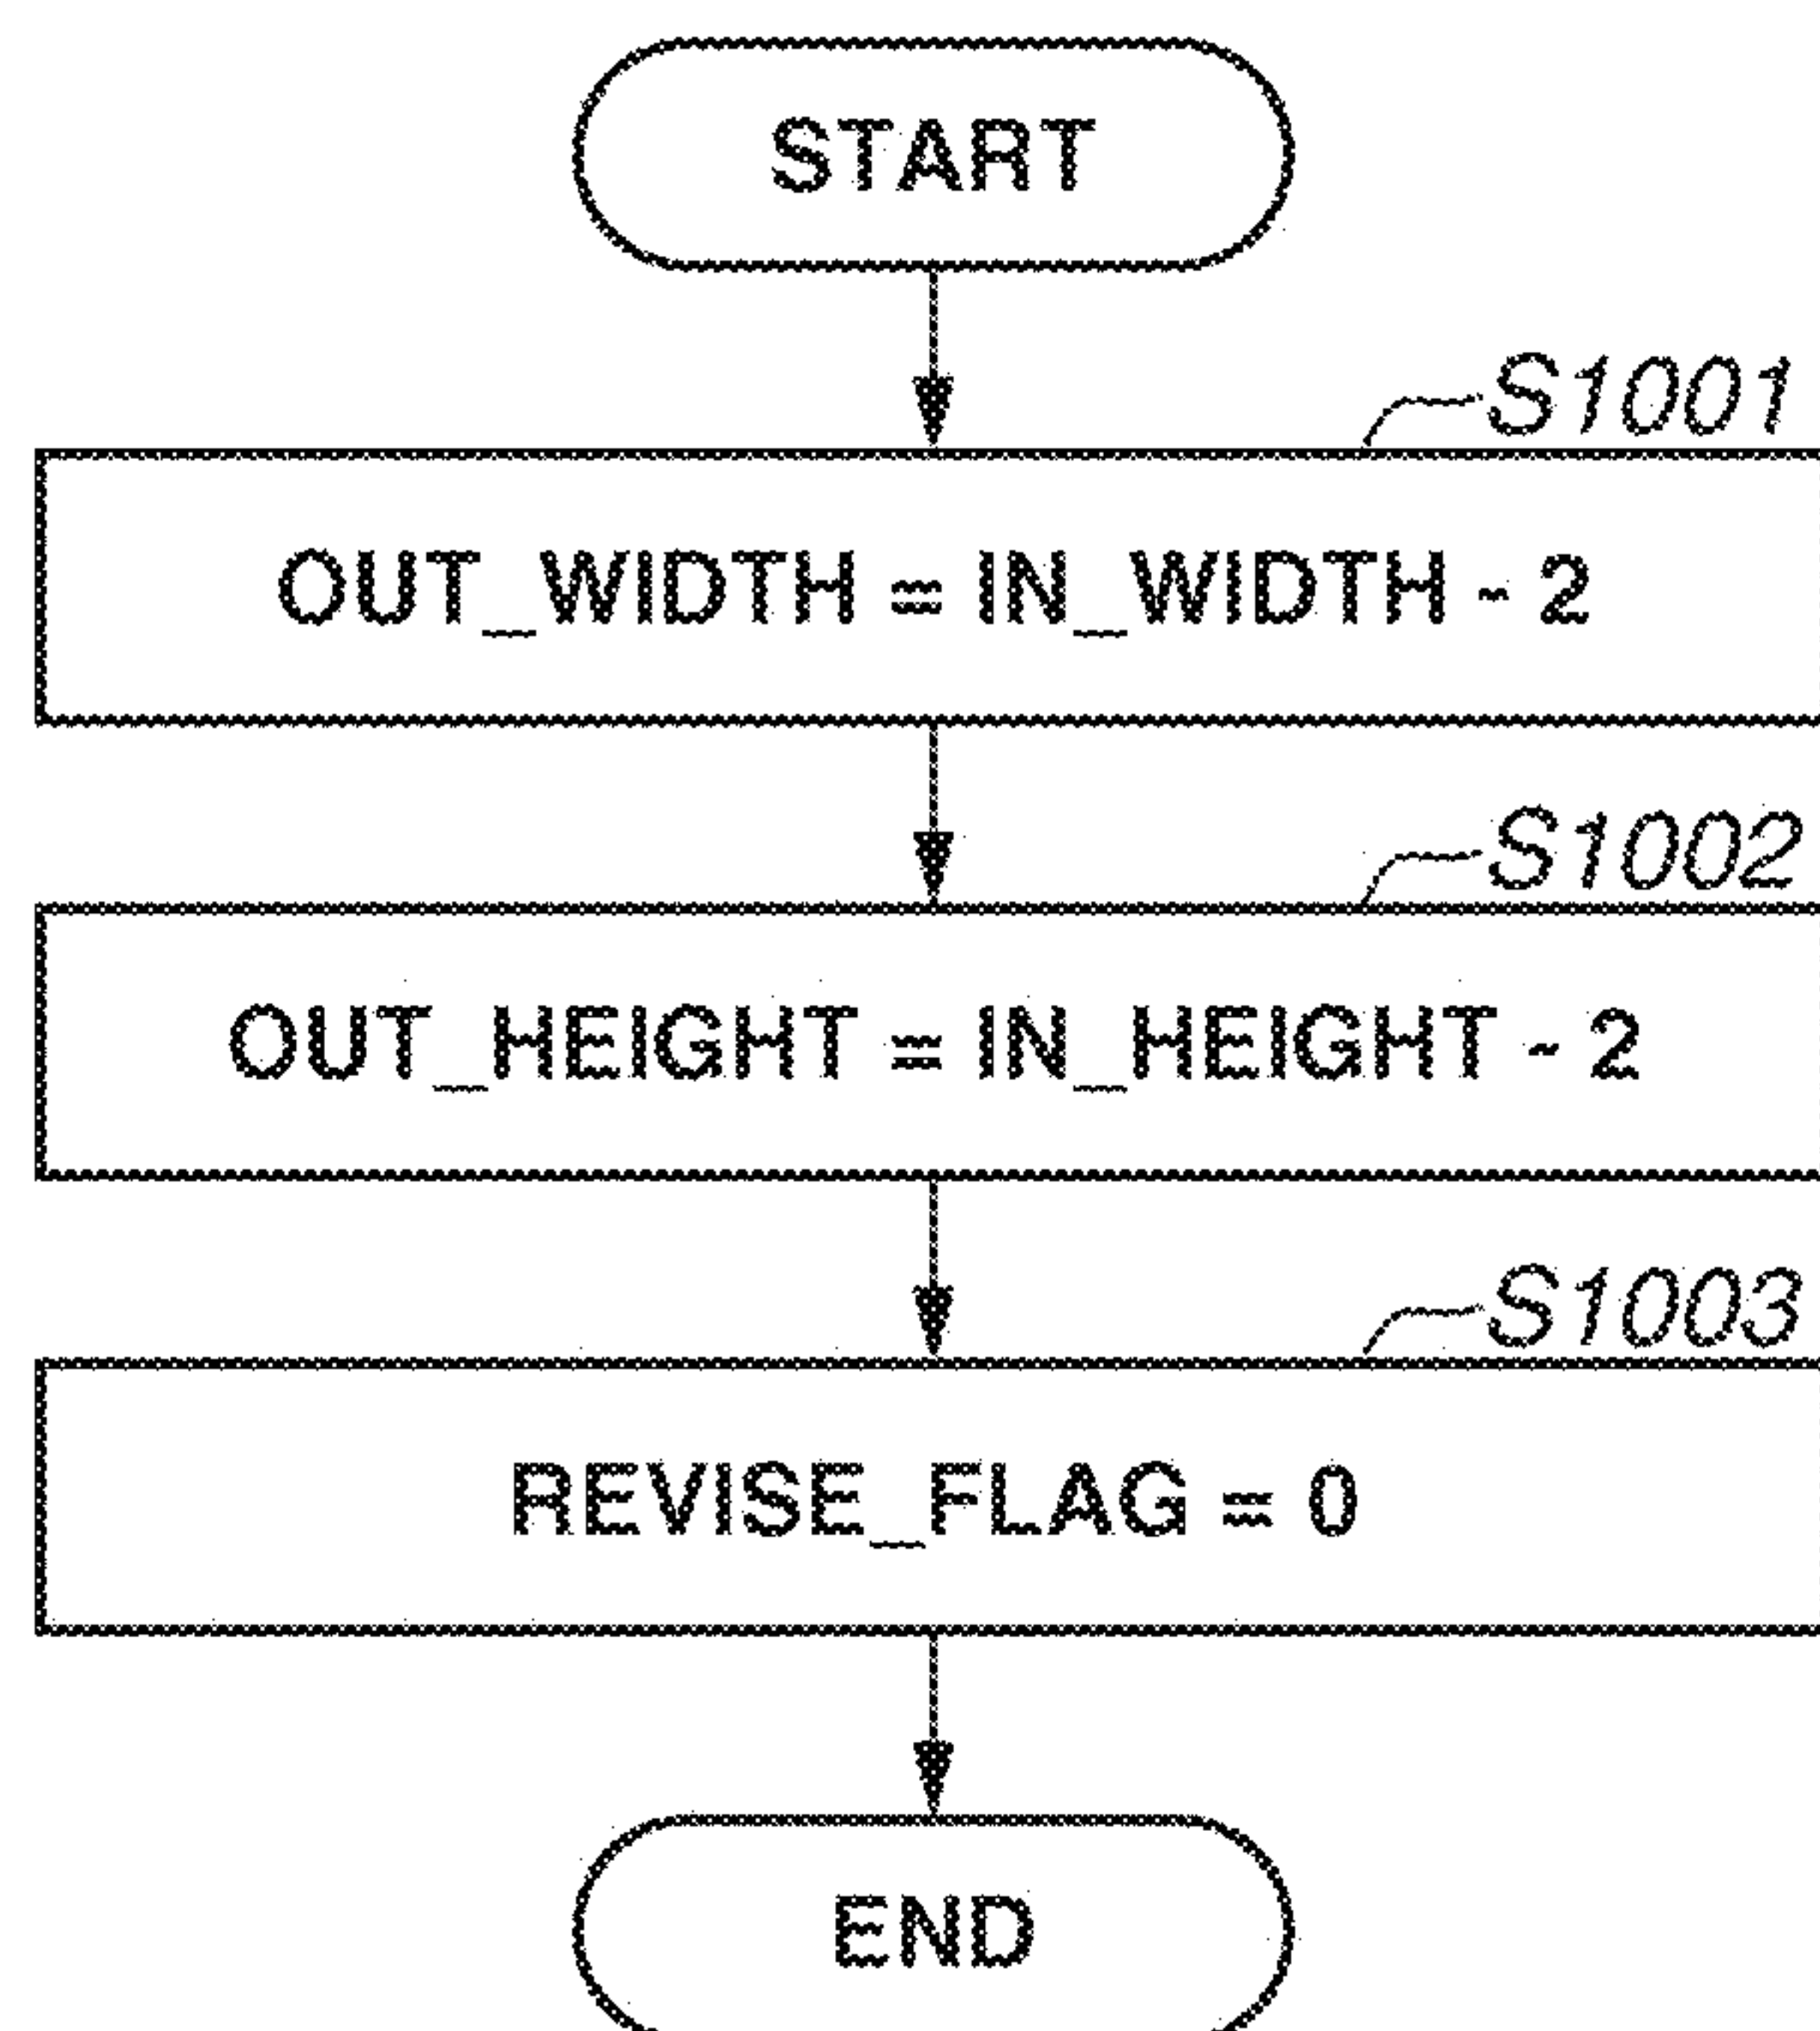 START
S1001
OUT_WIDTH = IN_WIDTH - 2
S1002
OUT_HEIGHT = IN_HEIGHT - 2
S1003
REVISE_FLAG = 0
END